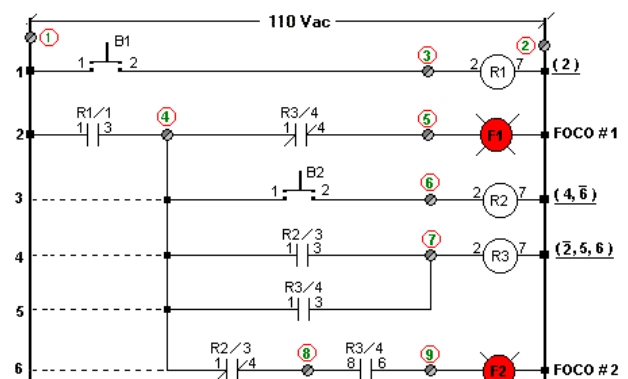 110 Vac
1 2
B1 3
1 1 2 2 R1 7 (2)
R1/1 4 R3/4 5
2 1 3 1 4 F1 FOCO #1
B2 6
3 1 2 2 R2 7 (4, 6̅)
R2/3 7
4 1 3 2 R3 7 (2̅, 5, 6)
R3/4
5 1 3
R2/3 8 R3/4 9
6 1 4 8 6 F2 FOCO #2